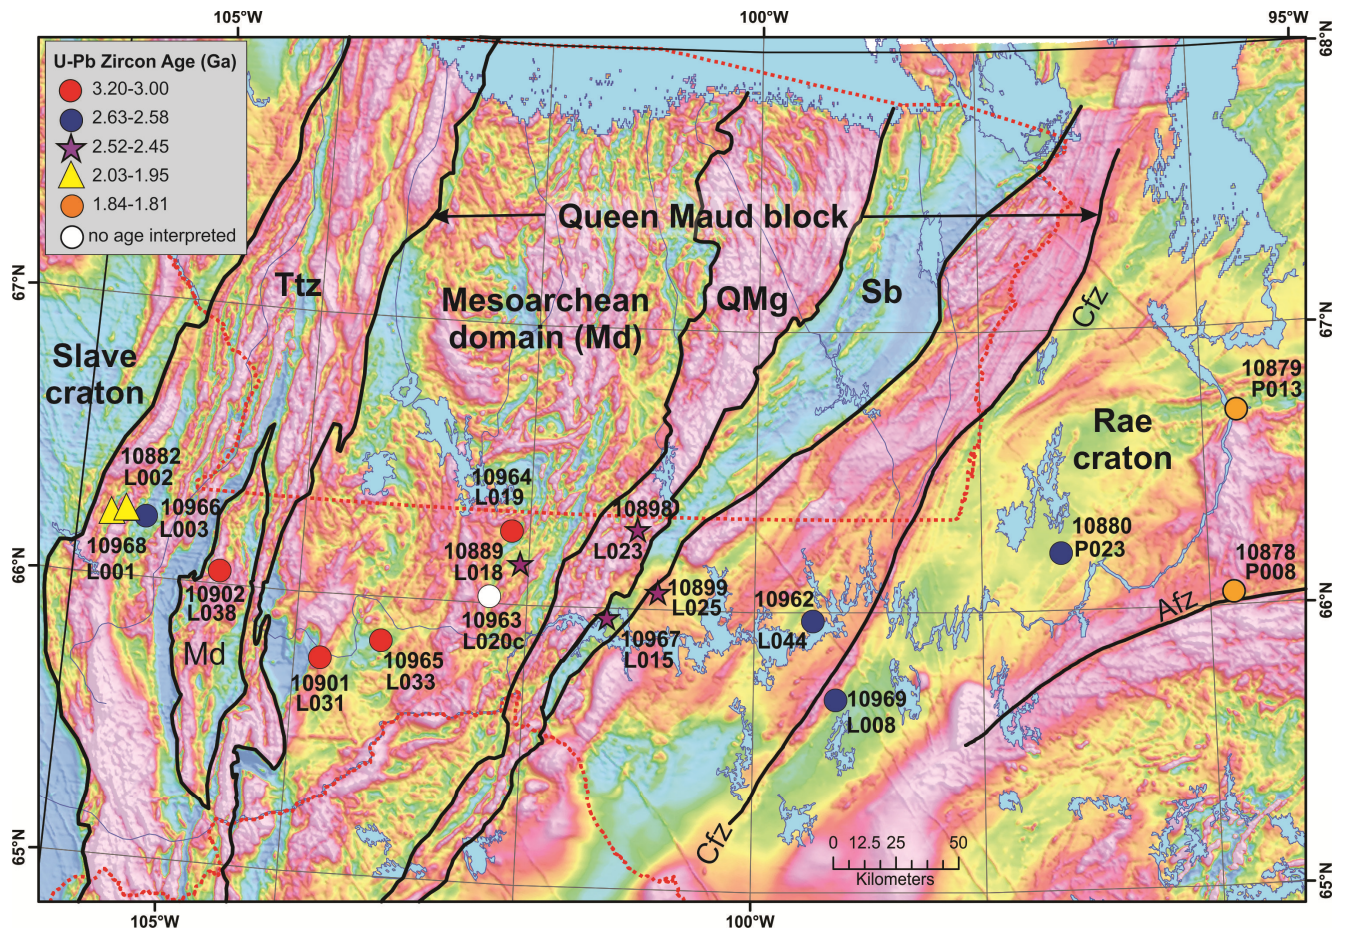 105°W
100°W
95°W
68°N
U-Pb Zircon Age (Ga)
3.20-3.00
2.63-2.58
2.52-2.45
2.03-1.95
1.84-1.81
no age interpreted
Queen Maud block
67°N
Ttz
Mesoarchean
domain (Md)
QMg
Sb
Cfz
67°N
Slave
craton
10879
P013
Rae
craton
10882
L002
10966
L003
10964
L019
10898
L023
10968
L001
10889
L018
10880
P023
10878
P008
66°N
66°N
10902
L038
10963
L020c
10899
L025
10962
L044
Afz
Md
10967
L015
10965
L033
10901
L031
10969
L008
Cfz
0 12.5 25 50
Kilometers
65°N
65°N
105°W
100°W